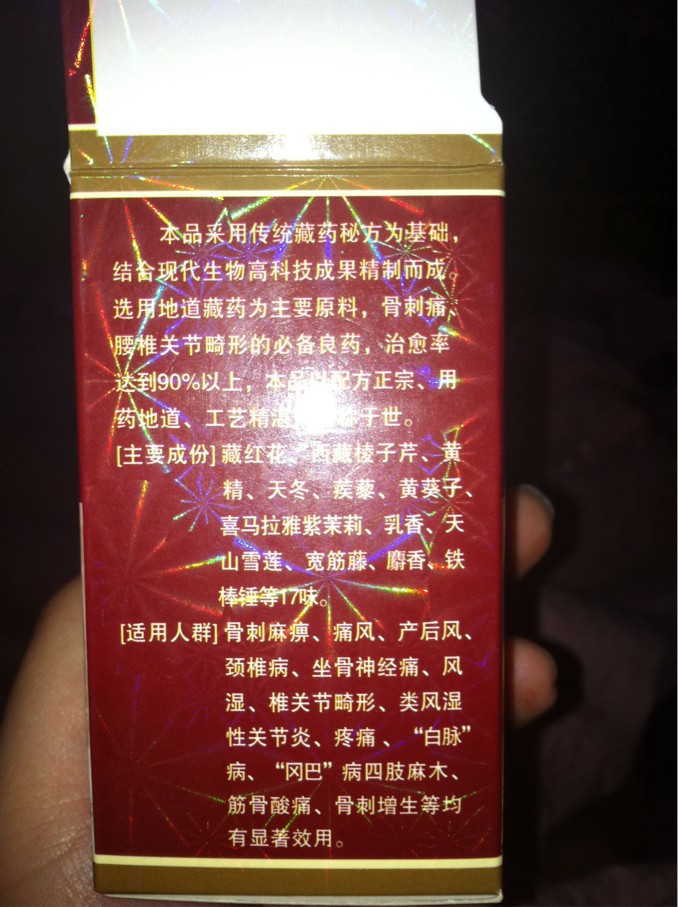 本品采用传统藏药秘方为基础，
结合现代生物高科技成果精制而成。
选用地道藏药为主要原料，骨刺痛、
腰椎关节畸形的必备良药，治愈率
达到90%以上，本品以配方正宗、用
药地道、工艺精湛 于世。
[主要成份]藏红花、西藏棱子芹、黄
精、天冬、蒺藜、黄葵子、
喜马拉雅紫茉莉、乳香、天
山雪莲、宽筋藤、麝香、铁
棒锤等17味。
[适用人群]骨刺麻痹、痛风、产后风、
颈椎病、坐骨神经痛、风
湿、椎关节畸形、类风湿
性关节炎、疼痛、“白脉”
病、“冈巴”病四肢麻木、
筋骨酸痛、骨刺增生等均
有显著效用。